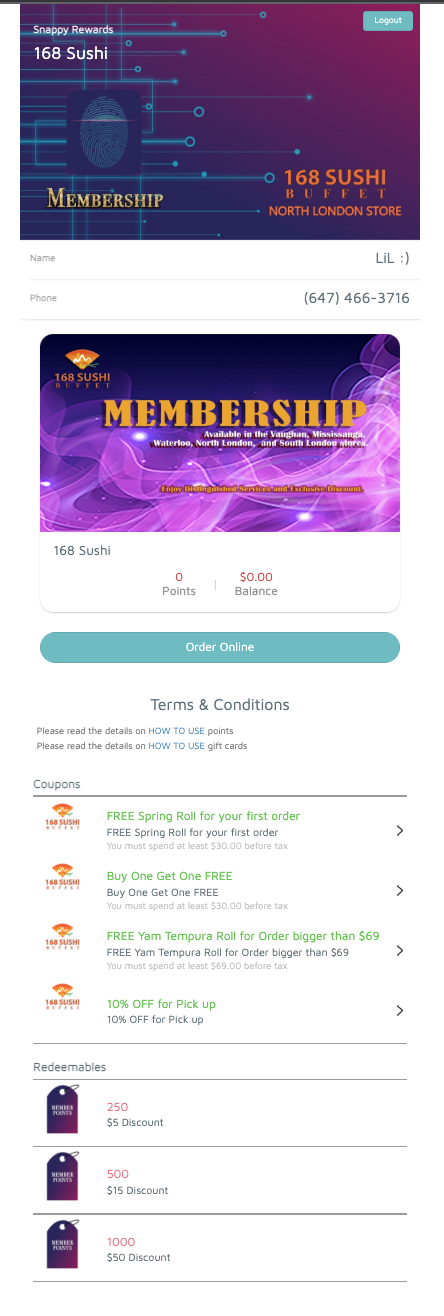 Logout
Snappy Rewards
168 Sushi
168 SUSHI
BUFFET
NORTH LONDON STORE
MEMBERSHIP
Name
LiL :)
Phone
(647) 466-3716
168 SUSHI
BUFFET
MEMBERSHIP
Available in the Vaughan, Mississanga,
Waterloo, North London, and South London stores.
Enjoy Distinguished Services and Exclusive Discount.
168 Sushi
0 | $0.00
Points Balance
Order Online
Terms & Conditions
Please read the details on HOW TO USE points
Please read the details on HOW TO USE gift cards
Coupons
168 SUSHI
BUFFET
FREE Spring Roll for your first order
FREE Spring Roll for your first order
You must spend at least $30.00 before tax
168 SUSHI
BUFFET
Buy One Get One FREE
Buy One Get One FREE
You must spend at least $30.00 before tax
168 SUSHI
BUFFET
FREE Yam Tempura Roll for Order bigger than $69
FREE Yam Tempura Roll for Order bigger than $69
You must spend at least $69.00 before tax
168 SUSHI
BUFFET
10% OFF for Pick up
10% OFF for Pick up
Redeemables
MEMBER
POINTS
250
$5 Discount
MEMBER
POINTS
500
$15 Discount
MEMBER
POINTS
1000
$50 Discount